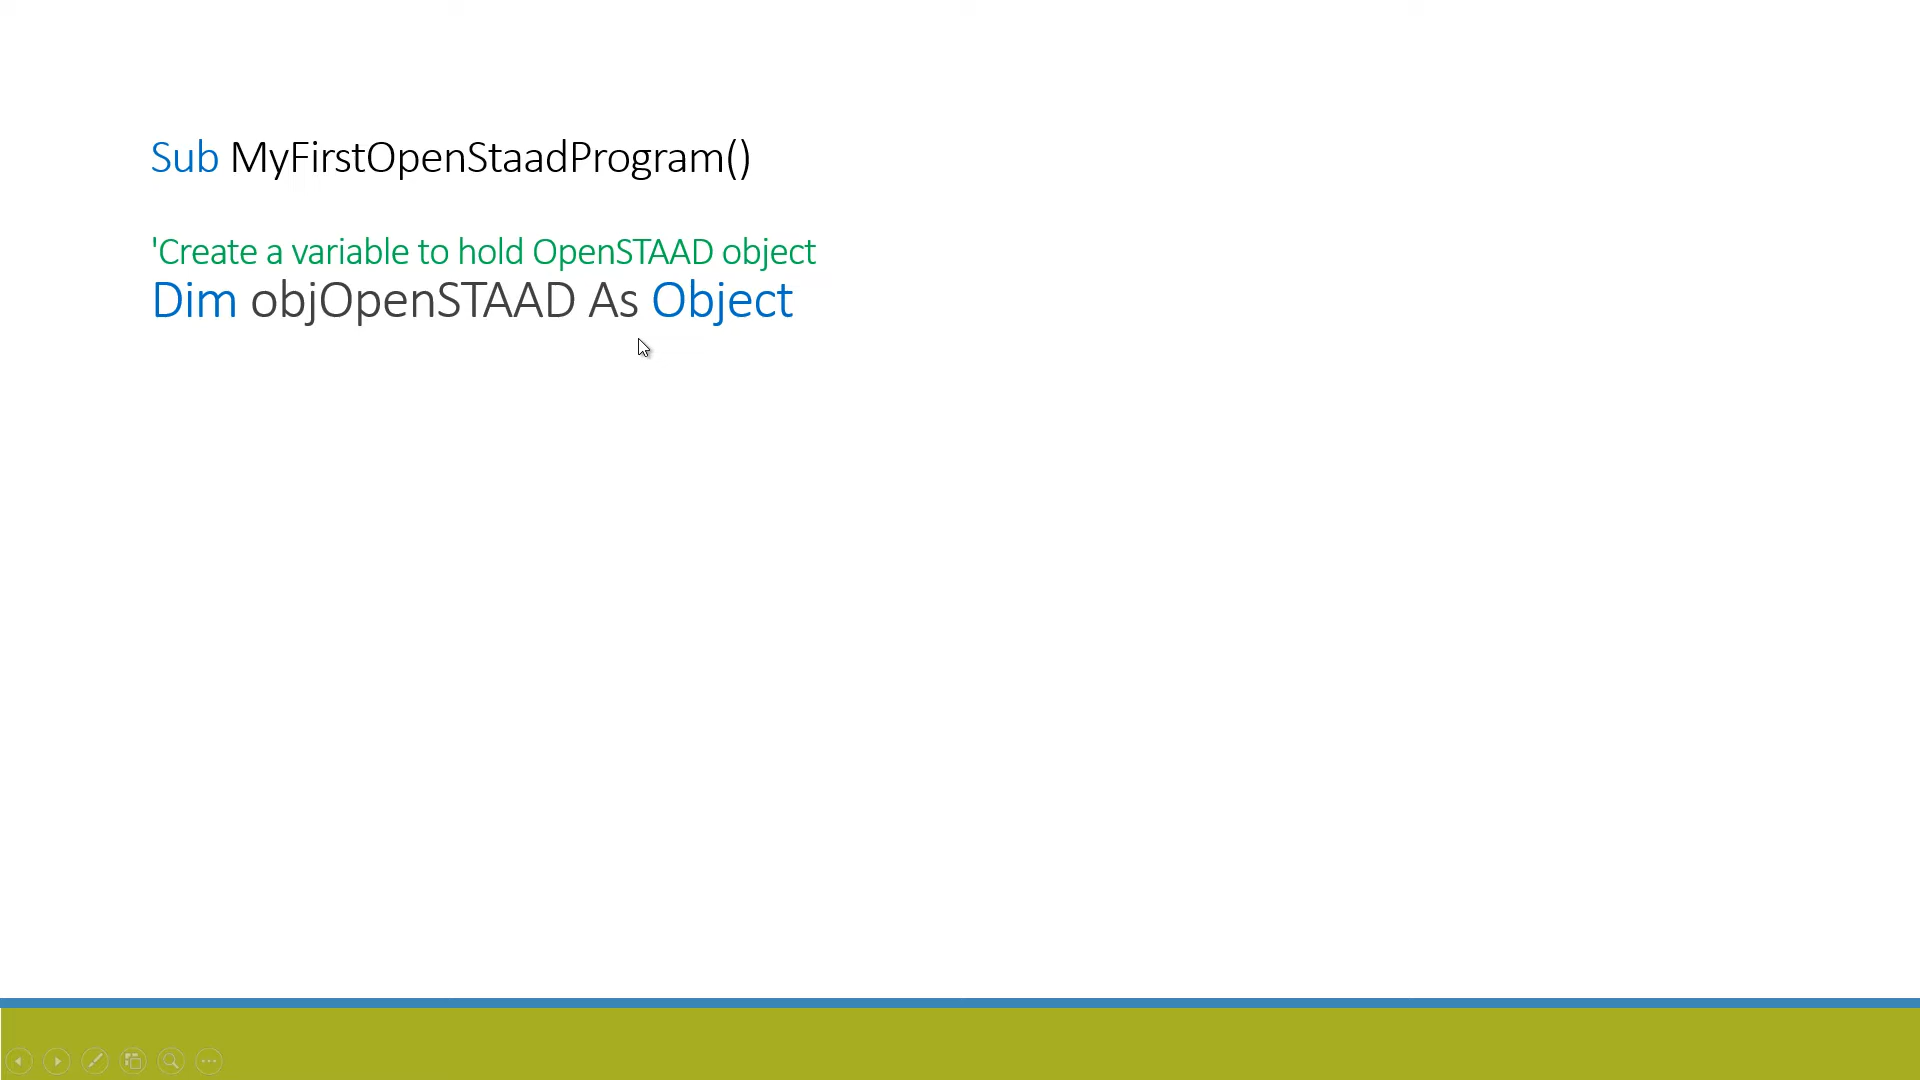 Sub MyFirstOpenStaadProgram()
'Create a variable to hold OpenSTAAD object
Dim objOpenSTAAD As Object